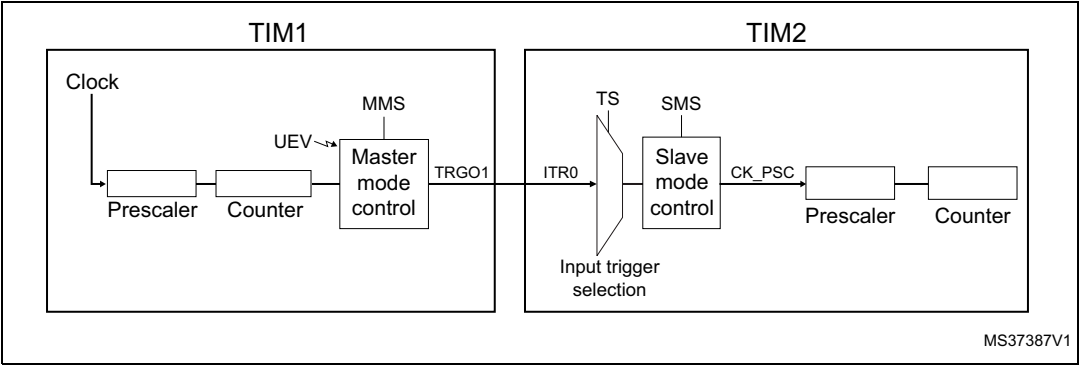 TIM1
TIM2
Clock
MMS
TS
SMS
UEV
Master
mode
control
TRGO1
ITR0
Slave
mode
control
CK_PSC
Prescaler
Counter
Prescaler
Counter
Input trigger
selection
MS37387V1